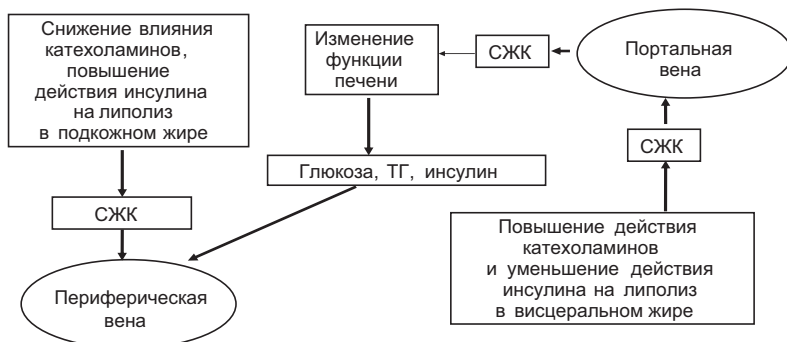 Снижение влияния
катехоламинов,
повышение
действия инсулина
на липолиз
в подкожном жире
Изменение
функции
печени
СЖК
Портальная
вена
СЖК
Глюкоза, ТГ, инсулин
СЖК
Повышение действия
катехоламинов
и уменьшение действия
инсулина на липолиз
в висцеральном жире
Периферическая
вена